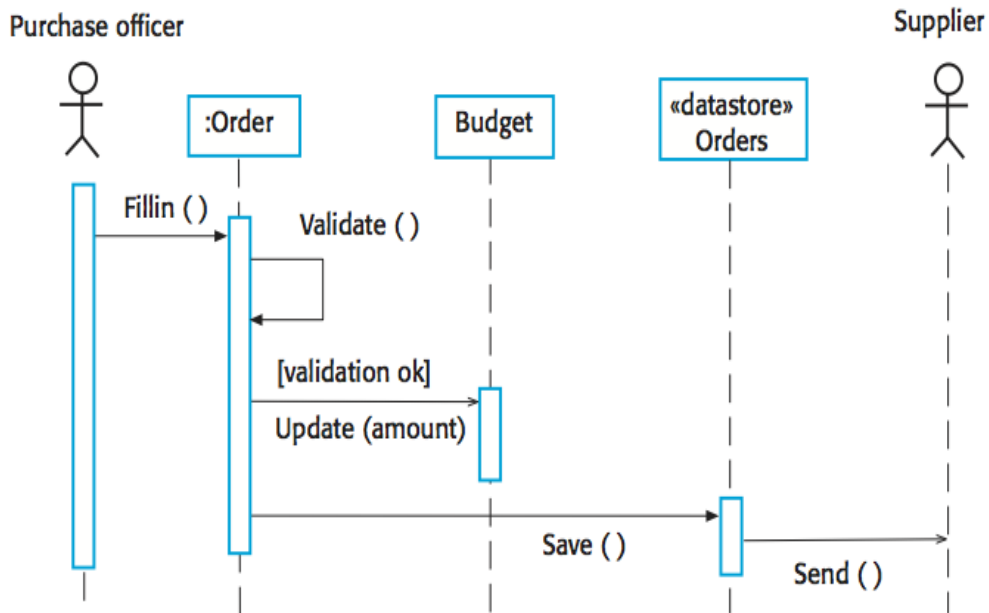 Purchase officer
Supplier
:Order
Budget
«datastore»
Orders
Fillin ( )
Validate ( )
[validation ok]
Update (amount)
Save ( )
Send ( )